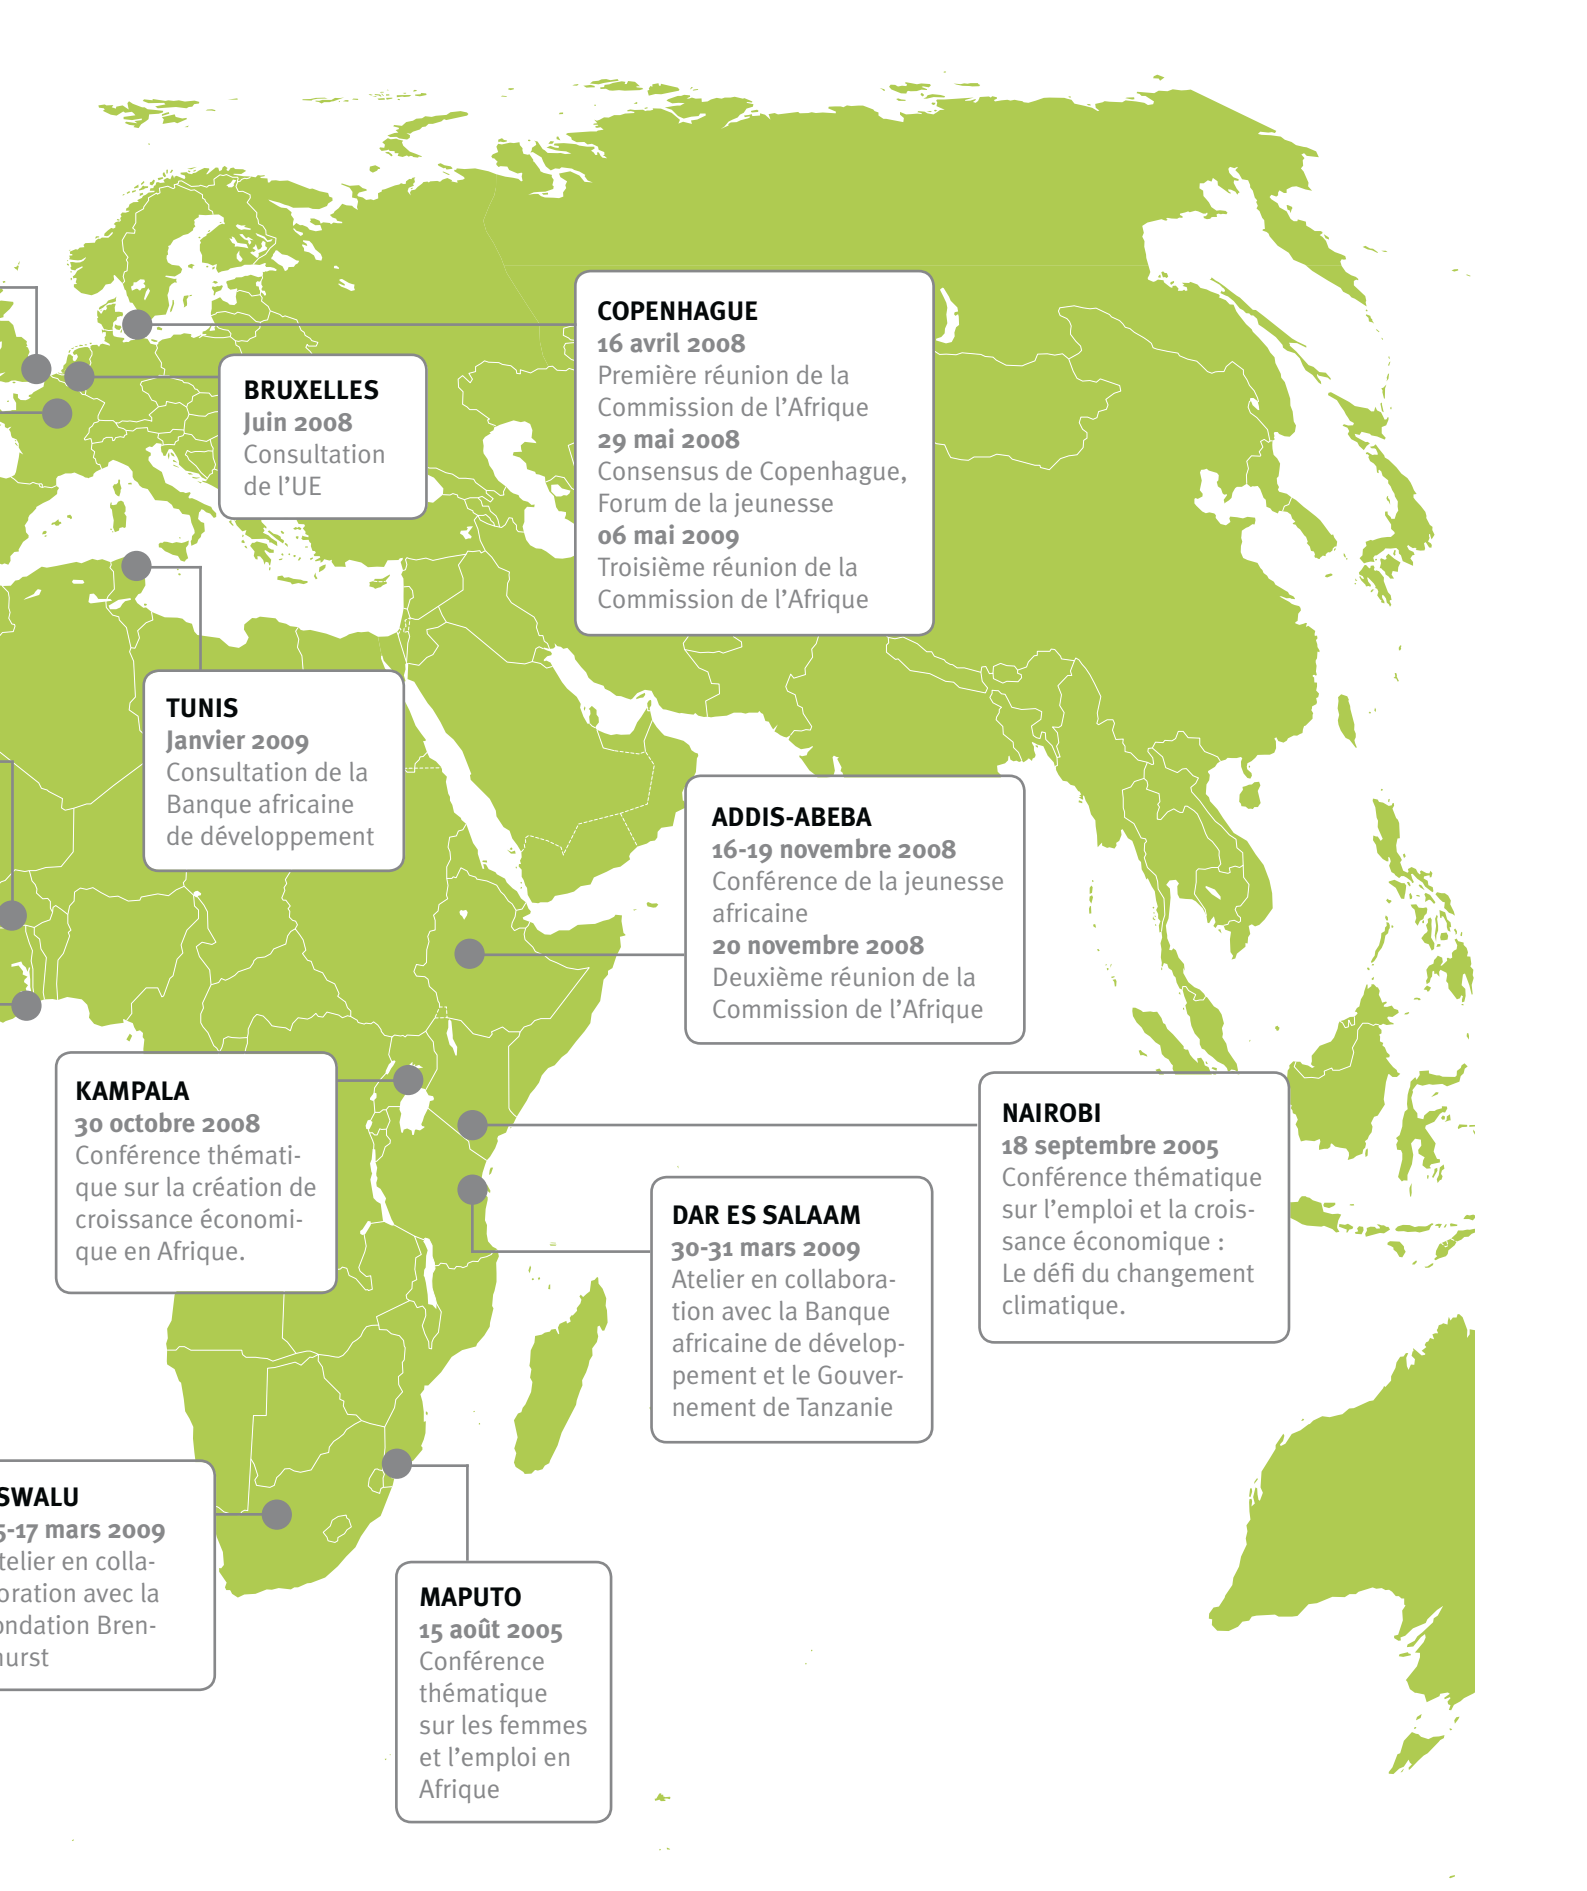 COPENHAGUE
16 avril 2008
Première réunion de la
Commission de l'Afrique
29 mai 2008
Consensus de Copenhague,
Forum de la jeunesse
06 mai 2009
Troisième réunion de la
Commission de l'Afrique
BRUXELLES
Juin 2008
Consultation
de l'UE
TUNIS
Janvier 2009
Consultation de la
Banque africaine
de développement
ADDIS-ABEBA
16-19 novembre 2008
Conférence de la jeunesse
africaine
20 novembre 2008
Deuxième réunion de la
Commission de l'Afrique
KAMPALA
30 octobre 2008
Conférence thémati-
que sur la création de
croissance économi-
que en Afrique.
NAIROBI
18 septembre 2005
Conférence thématique
sur l'emploi et la crois-
sance économique :
Le défi du changement
climatique.
DAR ES SALAAM
30-31 mars 2009
Atelier en collabora-
tion avec la Banque
africaine de dévelop-
pement et le Gouver-
nement de Tanzanie
SWALU
5-17 mars 2009
telier en colla-
oration avec la
ondation Bren-
hurst
MAPUTO
15 août 2005
Conférence
thématique
sur les femmes
et l'emploi en
Afrique